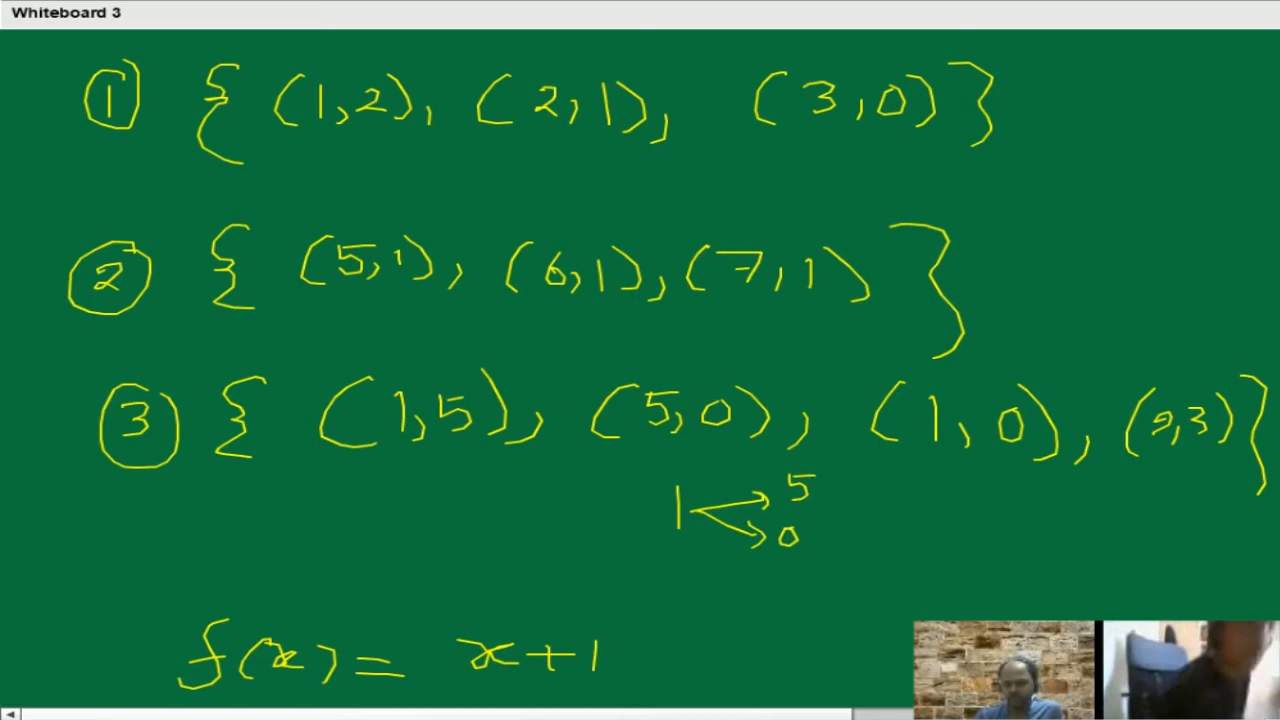 Whiteboard 3
① { (1,2), (2,1), (3,0) }
② { (5,1), (6,1), (7,1) }
③ { (1,5), (5,0), (1,0), (9,3) }
1 → 5
→ 0
f(x) = x+1